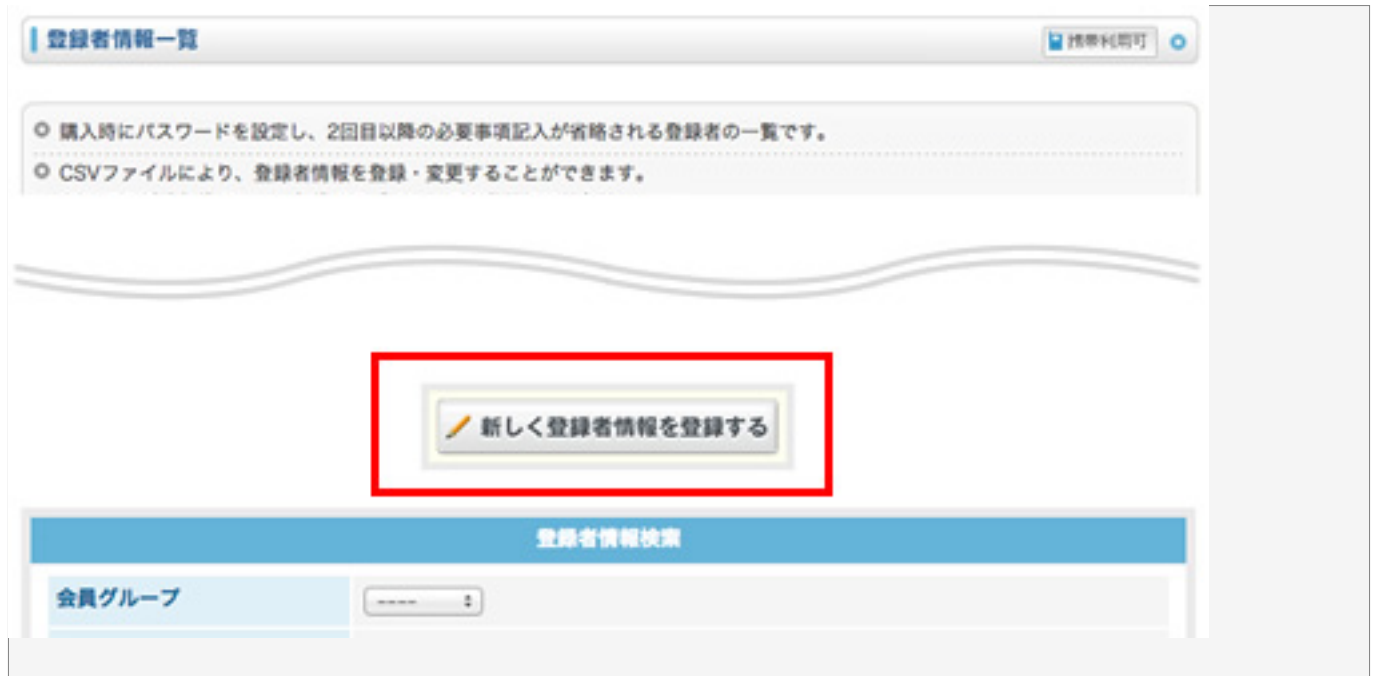 登録者情報一覧
携帯利用可
購入時にパスワードを設定し、2回目以降の必要事項記入が省略される登録者の一覧です。
CSVファイルにより、登録者情報を登録・変更することができます。
新しく登録者情報を登録する
登録者情報検索
会員グループ
----